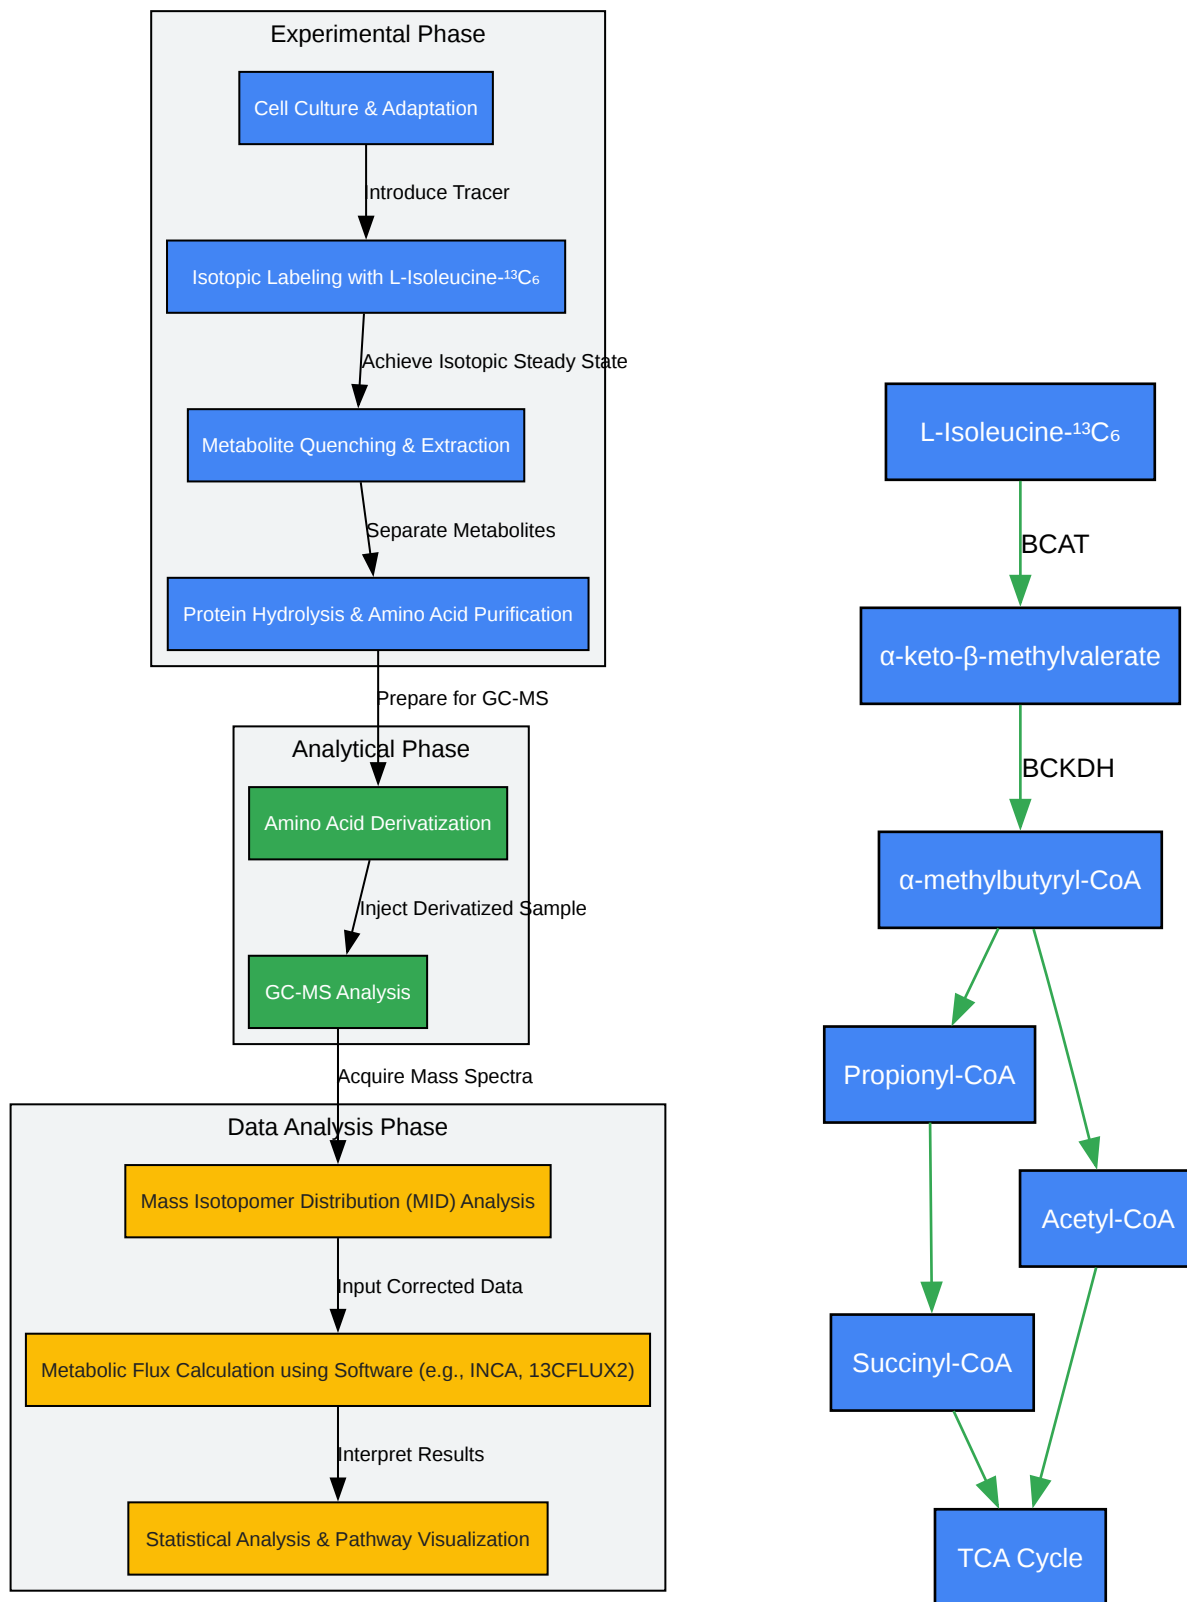 Experimental Phase
Cell Culture & Adaptation
Introduce Tracer
Isotopic Labeling with L-Isoleucine-¹³C₆
Achieve Isotopic Steady State
Metabolite Quenching & Extraction
Separate Metabolites
Protein Hydrolysis & Amino Acid Purification
Prepare for GC-MS
Analytical Phase
Amino Acid Derivatization
Inject Derivatized Sample
GC-MS Analysis
Acquire Mass Spectra
Data Analysis Phase
Mass Isotopomer Distribution (MID) Analysis
Input Corrected Data
Metabolic Flux Calculation using Software (e.g., INCA, 13CFLUX2)
Interpret Results
Statistical Analysis & Pathway Visualization
L-Isoleucine-¹³C₆
BCAT
α-keto-β-methylvalerate
BCKDH
α-methylbutyryl-CoA
Propionyl-CoA
Acetyl-CoA
Succinyl-CoA
TCA Cycle